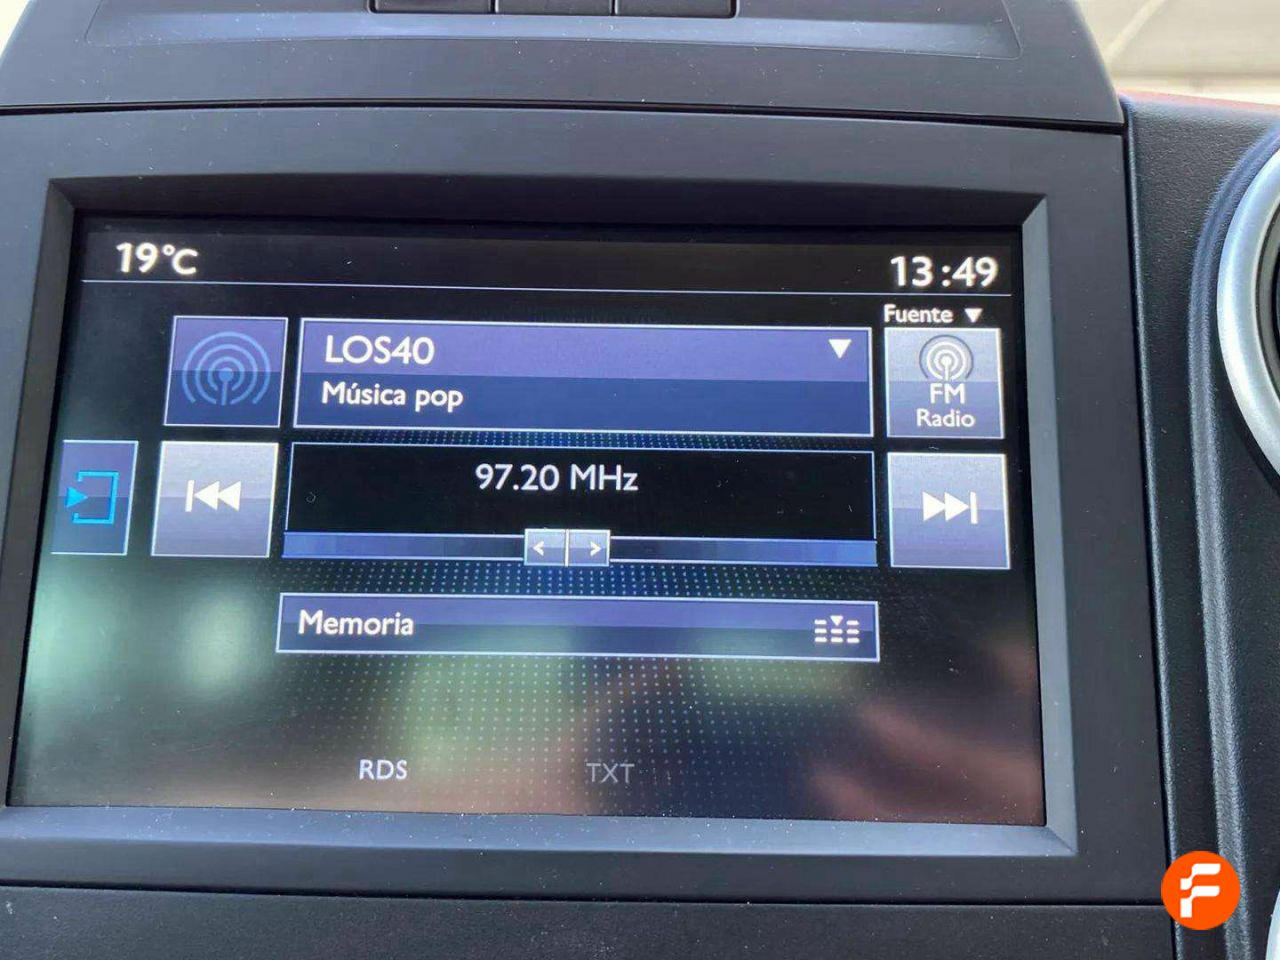 19°C
13:49
Fuente
LOS40
Música pop
FM
Radio
97.20 MHz
Memoria
RDS
TXT
F